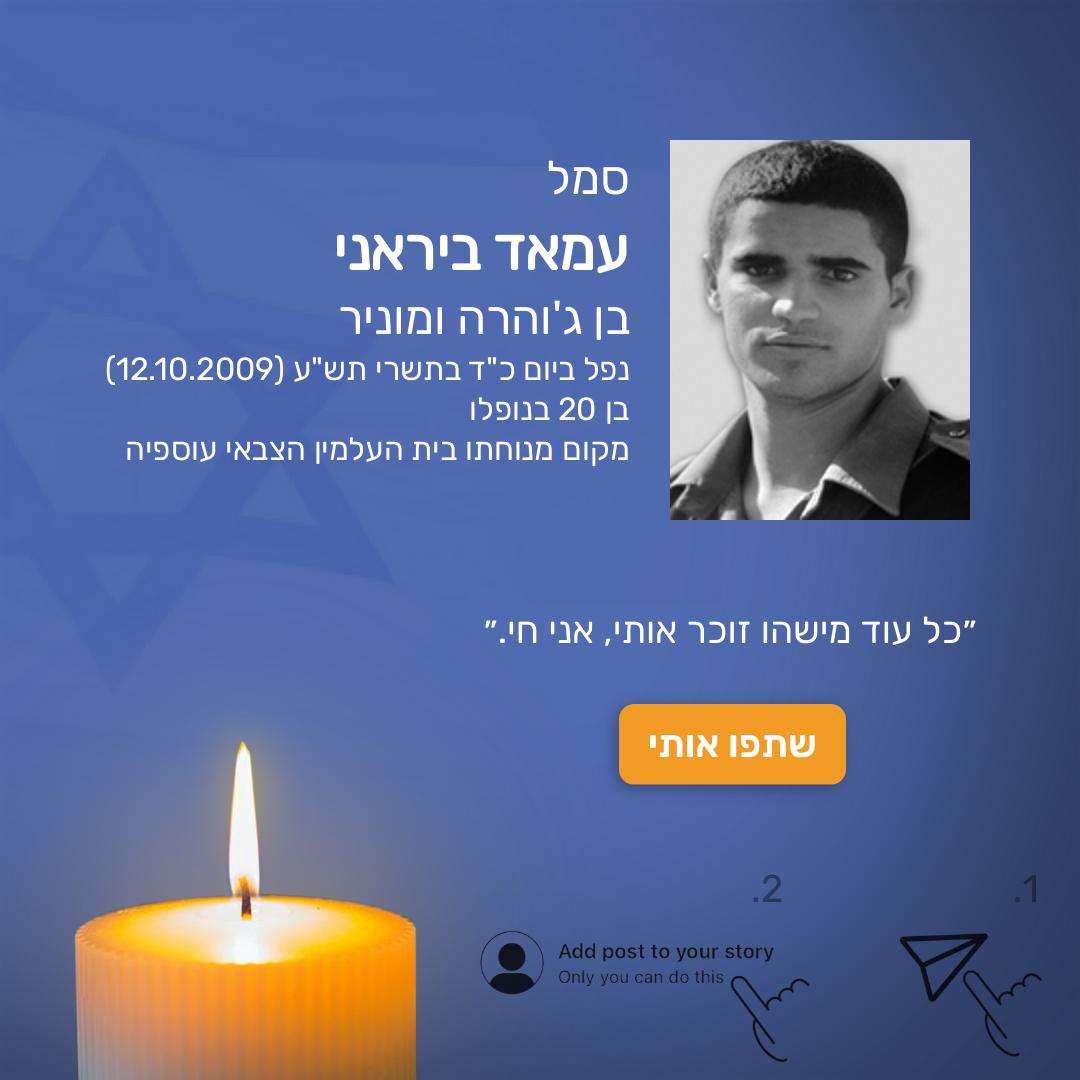 סמל
עמאד ביראני
בן ג'והרה ומוניר
נפל ביום כ"ד בתשרי תש"ע (12.10.2009)
בן 20 בנופלו
מקום מנוחתו בית העלמין הצבאי עוספיה
״כל עוד מישהו זוכר אותי, אני חי.״
שתפו אותי
.1
.2
Add post to your story
Only you can do this